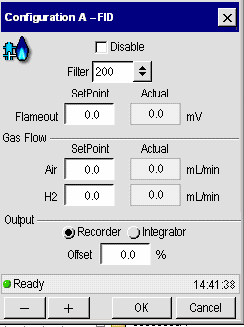 Configuration A – FID
Disable
Filter 200
SetPoint Actual
Flameout 0.0 0.0 mV
Gas Flow
SetPoint Actual
Air 0.0 0.0 mL/min
H2 0.0 0.0 mL/min
Output
Recorder Integrator
Offset 0.0 %
Ready 14:41:38
– + OK Cancel